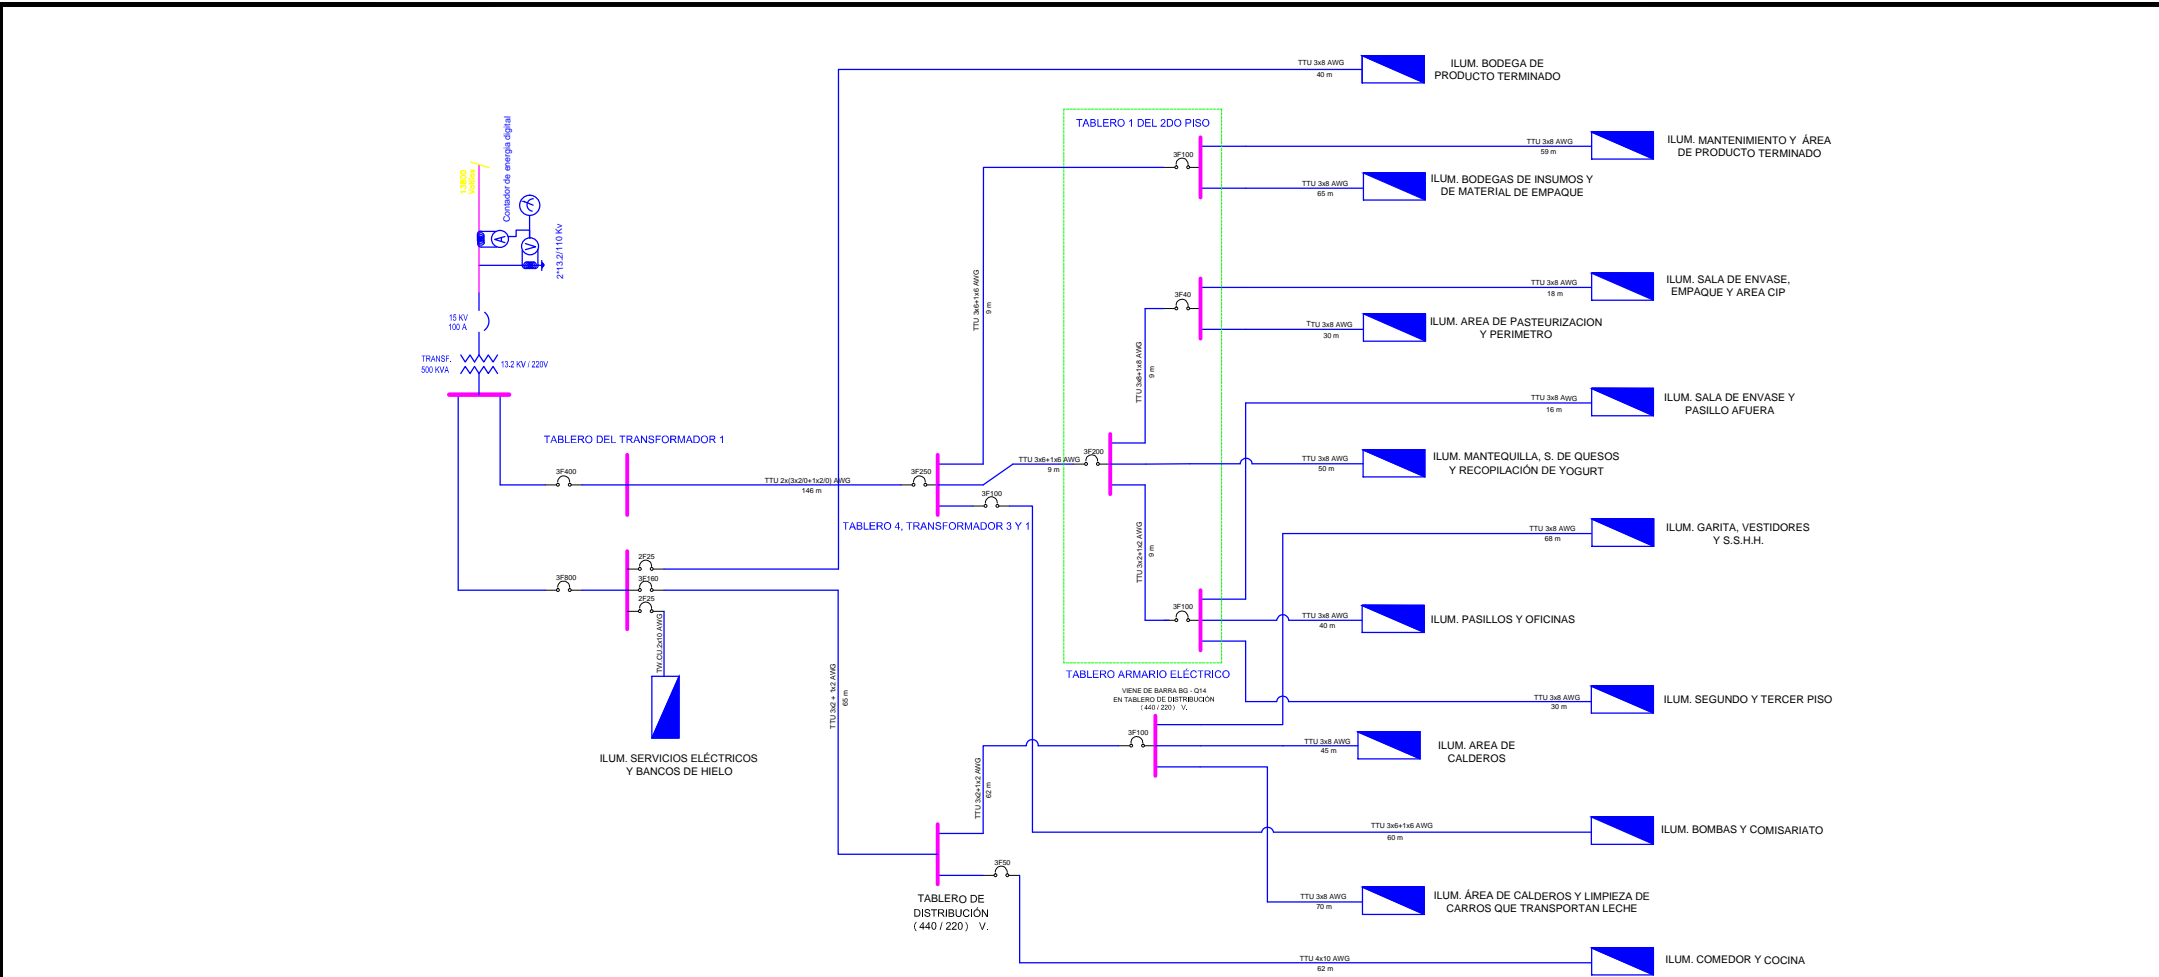 TTU 3x8 AWG
40 m
ILUM. BODEGA DE
PRODUCTO TERMINADO
Contador de energia digital
13800
2*13.2/110 Kv
A
V
15 KV
100 A
TRANSF.
500 KVA
13.2 KV / 220V
TABLERO 1 DEL 2DO PISO
3F100
TTU 3x8 AWG
59 m
ILUM. MANTENIMIENTO Y ÁREA
DE PRODUCTO TERMINADO
TTU 3x8 AWG
65 m
ILUM. BODEGAS DE INSUMOS Y
DE MATERIAL DE EMPAQUE
TTU 3x6+1x6 AWG
9 m
3F40
TTU 3x8 AWG
18 m
ILUM. SALA DE ENVASE,
EMPAQUE Y AREA CIP
TTU 3x8 AWG
30 m
ILUM. AREA DE PASTEURIZACION
Y PERIMETRO
TTU 3x8+1x8 AWG
9 m
TTU 3x8 AWG
16 m
ILUM. SALA DE ENVASE Y
PASILLO AFUERA
TABLERO DEL TRANSFORMADOR 1
3F400
TTU 2x(3x2/0+1x2/0) AWG
146 m
3F250
3F100
TABLERO 4, TRANSFORMADOR 3 Y 1
TTU 3x6+1x6 AWG
9 m
3F200
TTU 3x8 AWG
50 m
ILUM. MANTEQUILLA, S. DE QUESOS
Y RECOPILACIÓN DE YOGURT
TTU 3x2+1x2 AWG
9 m
TTU 3x8 AWG
68 m
ILUM. GARITA, VESTIDORES
Y S.S.H.H.
2F25
3F800
3F160
2F25
TW.CU.2x10 AWG
ILUM. SERVICIOS ELÉCTRICOS
Y BANCOS DE HIELO
3F100
TTU 3x8 AWG
40 m
ILUM. PASILLOS Y OFICINAS
TABLERO ARMARIO ELÉCTRICO
VIENE DE BARRA BG - Q14
EN TABLERO DE DISTRIBUCIÓN
( 440 / 220 ) V.
TTU 3x8 AWG
30 m
ILUM. SEGUNDO Y TERCER PISO
TTU 3x2 + 1x2 AWG
65 m
3F100
TTU 3x8 AWG
45 m
ILUM. AREA DE
CALDEROS
TTU 3x2+1x2 AWG
62 m
TTU 3x6+1x6 AWG
60 m
ILUM. BOMBAS Y COMISARIATO
3F50
TABLERO DE
DISTRIBUCIÓN
( 440 / 220 ) V.
TTU 3x8 AWG
70 m
ILUM. ÁREA DE CALDEROS Y LIMPIEZA DE
CARROS QUE TRANSPORTAN LECHE
TTU 4x10 AWG
62 m
ILUM. COMEDOR Y COCINA